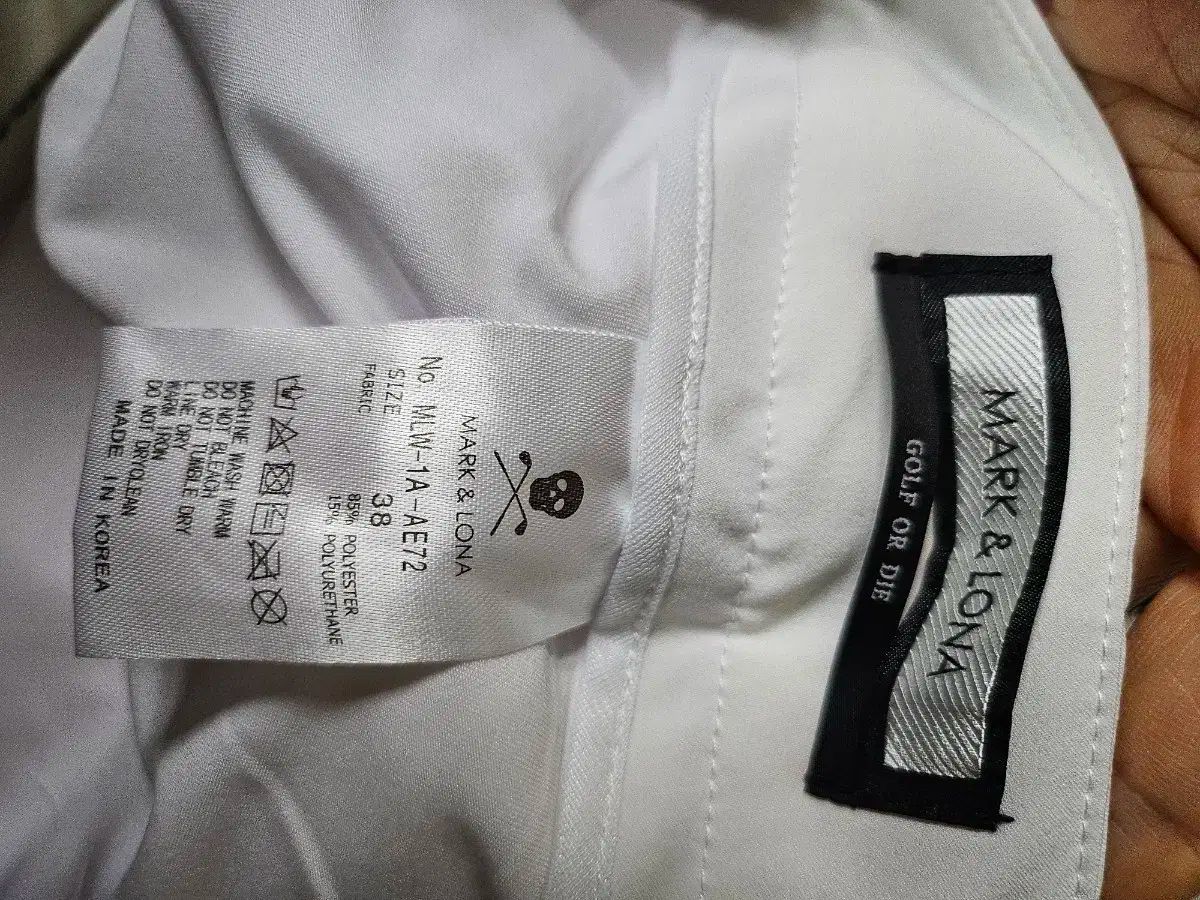 MARK & LONA
GOLF OR DIE
MARK & LONA
No. MLW-1A-AE72
SIZE 38
FABRIC 85% POLYESTER
15% POLYUREThANE
MACHINE WASH WARM
DO NOT BLEACH
DO NOT TUMBLE DRY
LINE DRY
WARM IRON
DO NOT DRYCLEAN
MADE IN KOREA